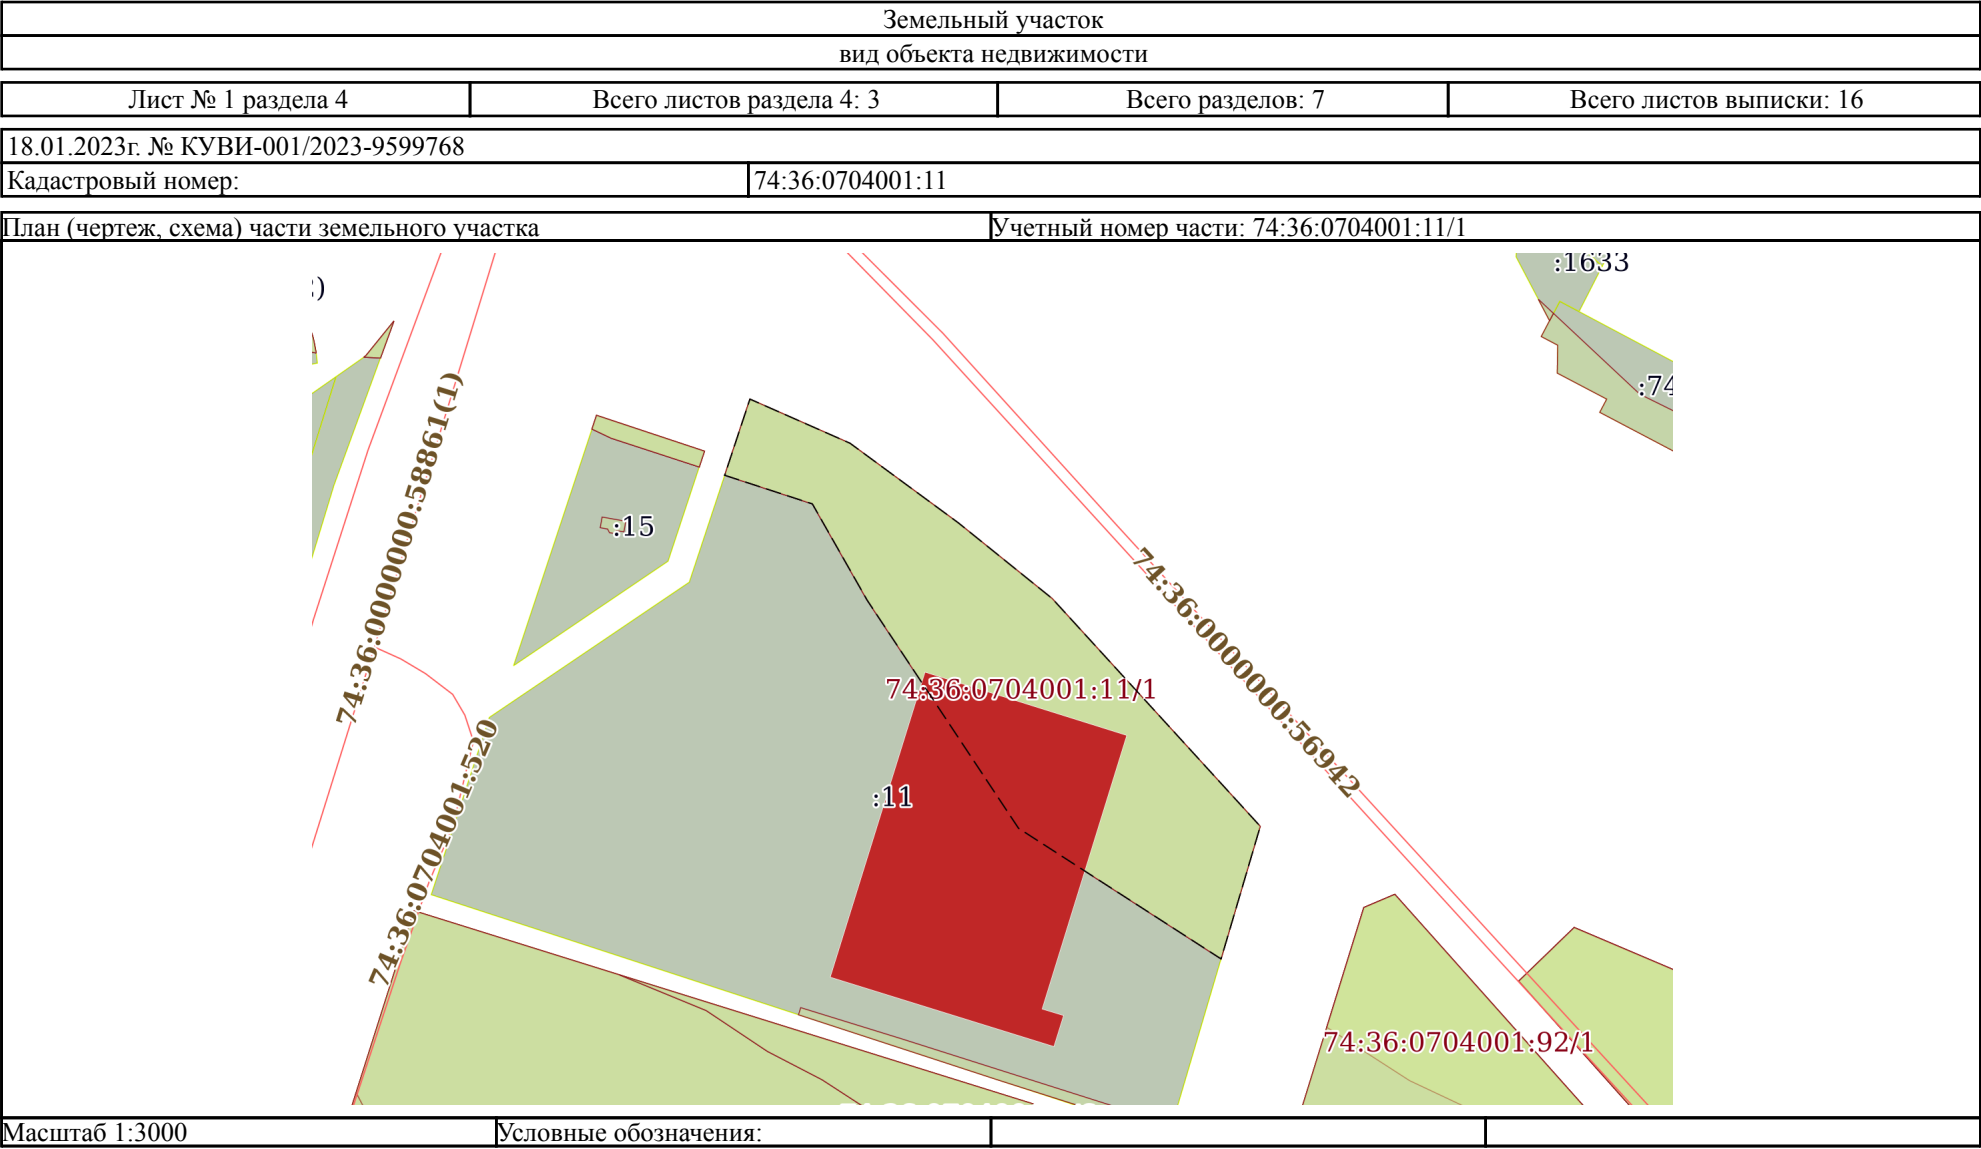 Земельный участок
вид объекта недвижимости
Лист № 1 раздела 4
Всего листов раздела 4: 3
Всего разделов: 7
Всего листов выписки: 16
18.01.2023г. № КУВИ-001/2023-9599768
Кадастровый номер:
74:36:0704001:11
План (чертеж, схема) части земельного участка
Учетный номер части: 74:36:0704001:11/1
:1633
:74
74:36:0000000:58861(1)
:15
74:36:0000000:56942
74:36:0704001:11/1
:11
74:36:0704001:520
74:36:0704001:92/1
Масштаб 1:3000
Условные обозначения: